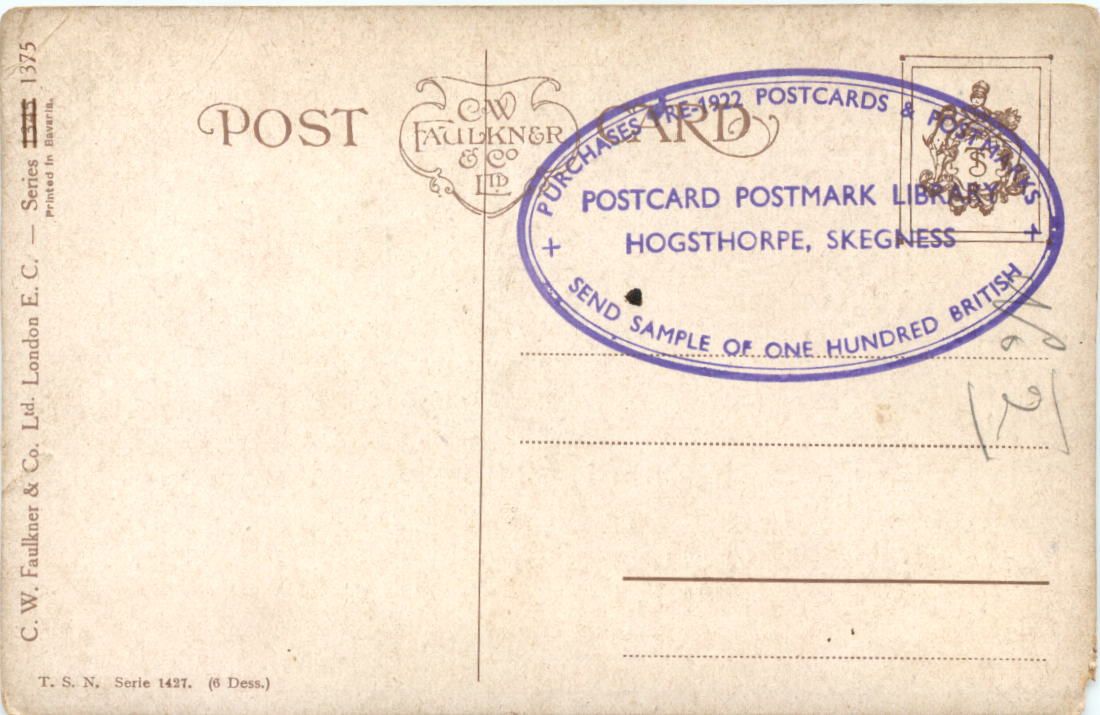 C. W. Faulkner & Co. Ltd. London E. C. — Series 1375
Printed in Bavaria.
POST CARD
C.W.
FAULKNER
& Co
LTD
PURCHASES PRE-1922 POSTCARDS & POSTMARKS
POSTCARD POSTMARK LIBRARY
HOGSTHORPE, SKEGNESS
SEND SAMPLE OF ONE HUNDRED BRITISH
T. S. N. Serie 1427. (6 Dess.)